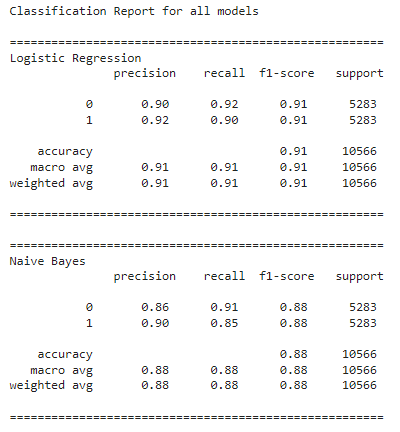 Classification Report for all models
======================================================
Logistic Regression
precision recall f1-score support
0 0.90 0.92 0.91 5283
1 0.92 0.90 0.91 5283
accuracy 0.91 10566
macro avg 0.91 0.91 0.91 10566
weighted avg 0.91 0.91 0.91 10566
======================================================
======================================================
Naive Bayes
precision recall f1-score support
0 0.86 0.91 0.88 5283
1 0.90 0.85 0.88 5283
accuracy 0.88 10566
macro avg 0.88 0.88 0.88 10566
weighted avg 0.88 0.88 0.88 10566
======================================================